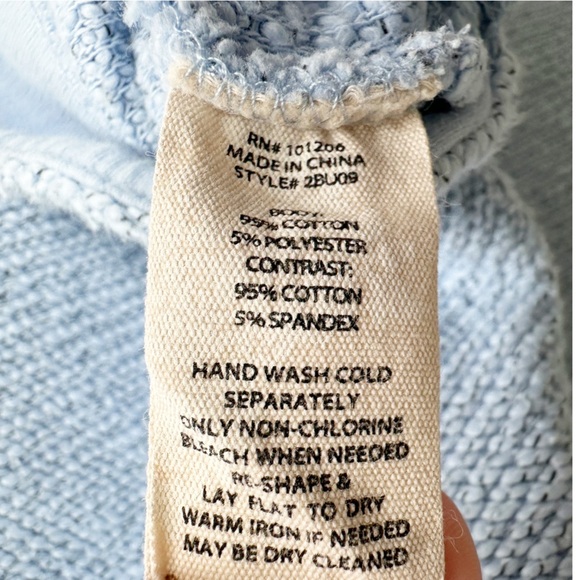 RN# 101206
MADE IN CHINA
STYLE# 2BU09
BODY:
95% COTTON
5% POLYESTER
CONTRAST:
95% COTTON
5% SPANDEX
HAND WASH COLD
SEPARATELY
ONLY NON-CHLORINE
BLEACH WHEN NEEDED
RE-SHAPE &
LAY FLAT TO DRY
WARM IRON IF NEEDED
MAY BE DRY CLEANED